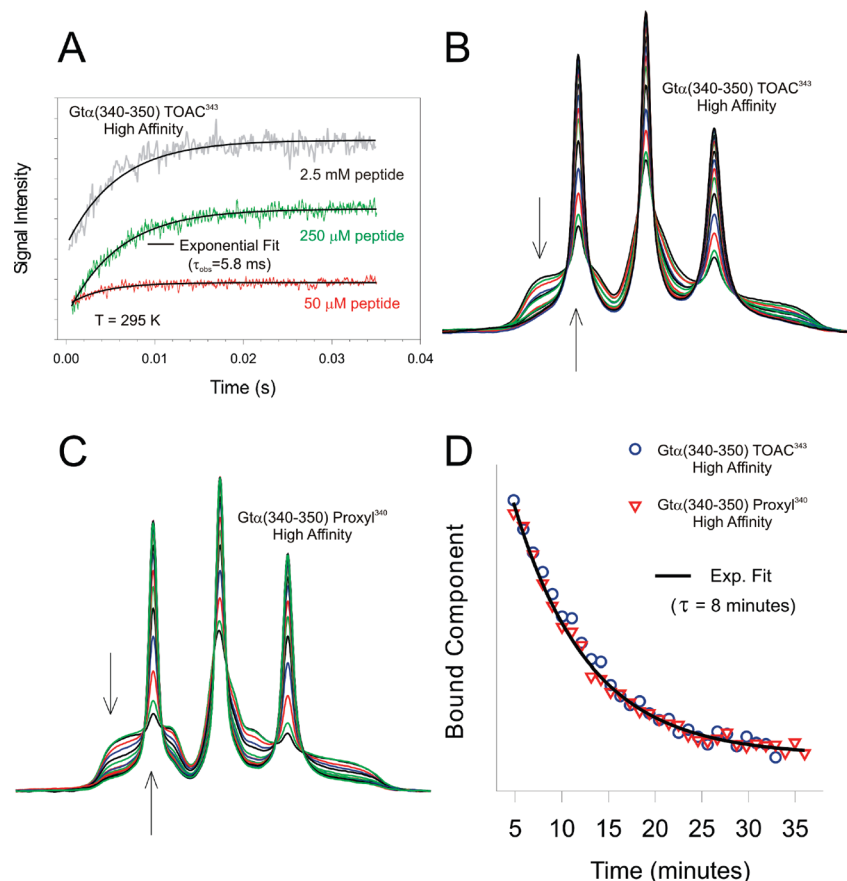 A
Gtα(340-350) TOAC³⁴³
High Affinity
2.5 mM peptide
250 μM peptide
Exponential Fit
(τobs=5.8 ms)
50 μM peptide
T = 295 K
Signal Intensity
0.00 0.01 0.02 0.03 0.04
Time (s)
B
Gtα(340-350) TOAC³⁴³
High Affinity
C
Gtα(340-350) Proxyl³⁴⁰
High Affinity
D
Gtα(340-350) TOAC³⁴³
High Affinity
Gtα(340-350) Proxyl³⁴⁰
High Affinity
Exp. Fit
(τ = 8 minutes)
Bound Component
5 10 15 20 25 30 35
Time (minutes)